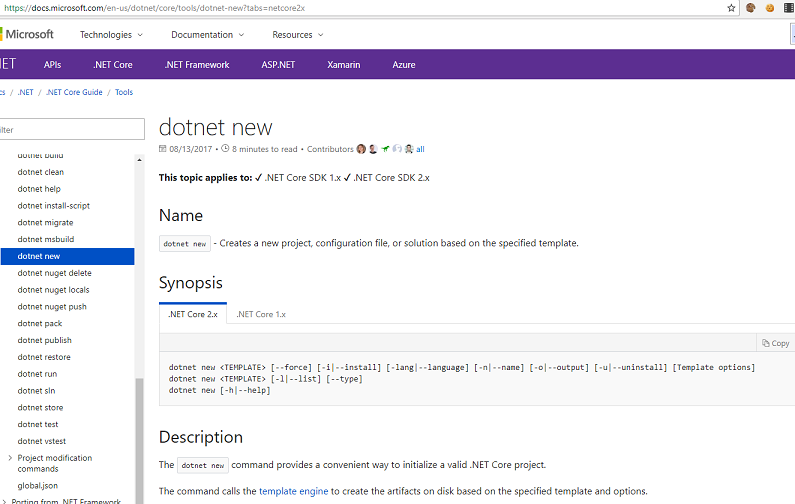 https://docs.microsoft.com/en-us/dotnet/core/tools/dotnet-new?tabs=netcore2x
Microsoft Technologies Documentation Resources
.NET APIs .NET Core .NET Framework ASP.NET Xamarin Azure
/ .NET / .NET Core Guide / Tools
dotnet build
dotnet clean
dotnet help
dotnet install-script
dotnet migrate
dotnet msbuild
dotnet new
dotnet nuget delete
dotnet nuget locals
dotnet nuget push
dotnet pack
dotnet publish
dotnet restore
dotnet run
dotnet sln
dotnet store
dotnet test
dotnet vstest
Project modification
commands
global.json
Porting from .NET Framework
dotnet new
08/13/2017 • 8 minutes to read • Contributors all
This topic applies to: ✓ .NET Core SDK 1.x ✓ .NET Core SDK 2.x
Name
dotnet new - Creates a new project, configuration file, or solution based on the specified template.
Synopsis
.NET Core 2.x .NET Core 1.x
Copy
dotnet new <TEMPLATE> [--force] [-i|--install] [-lang|--language] [-n|--name] [-o|--output] [-u|--uninstall] [Template options]
dotnet new <TEMPLATE> [-l|--list] [--type]
dotnet new [-h|--help]
Description
The dotnet new command provides a convenient way to initialize a valid .NET Core project.
The command calls the template engine to create the artifacts on disk based on the specified template and options.